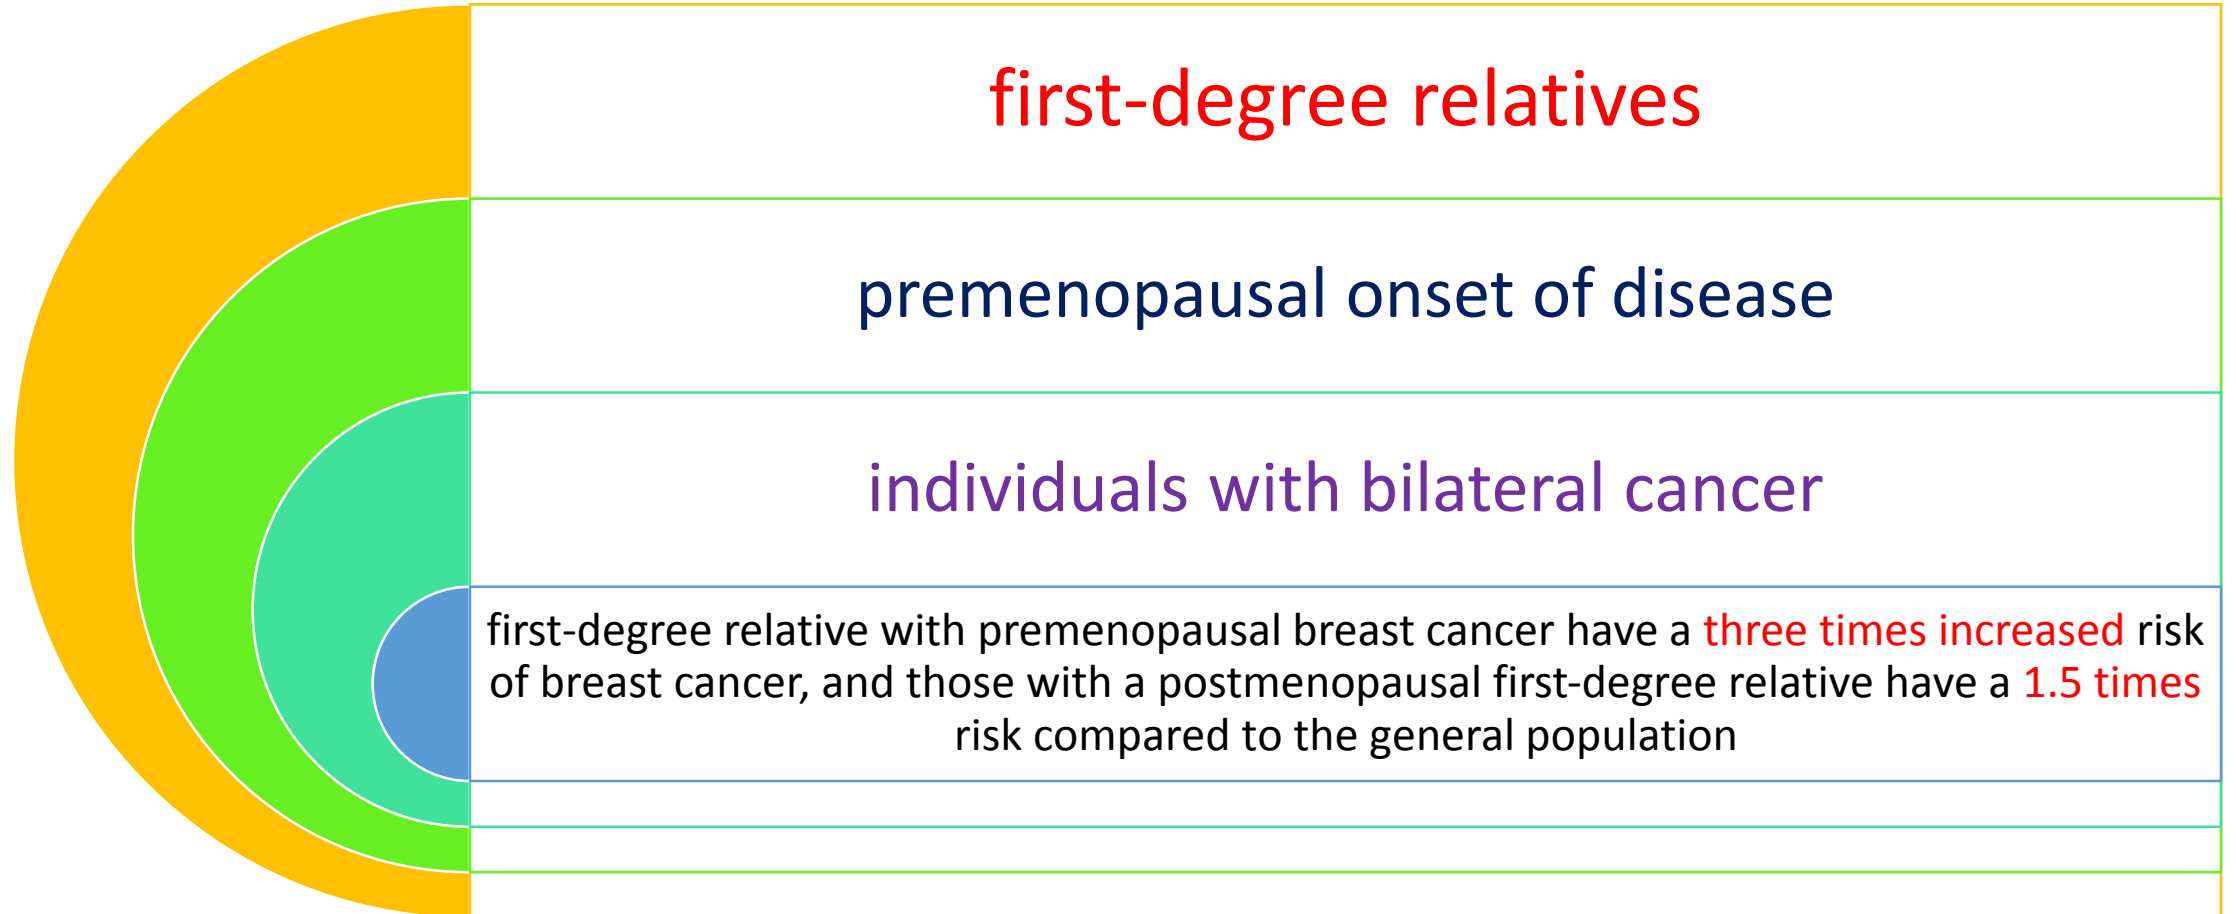 first-degree relatives
premenopausal onset of disease
individuals with bilateral cancer
first-degree relative with premenopausal breast cancer have a three times increased risk
of breast cancer, and those with a postmenopausal first-degree relative have a 1.5 times
risk compared to the general population